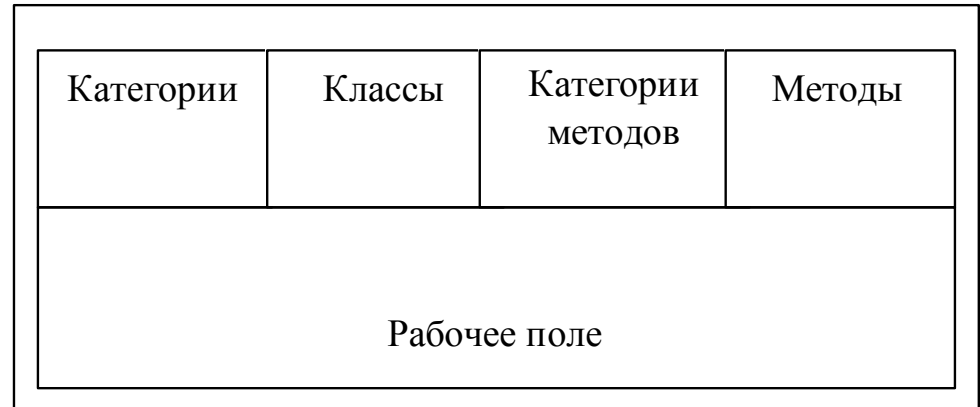 Категории
Классы
Категории
методов
Методы
Рабочее поле